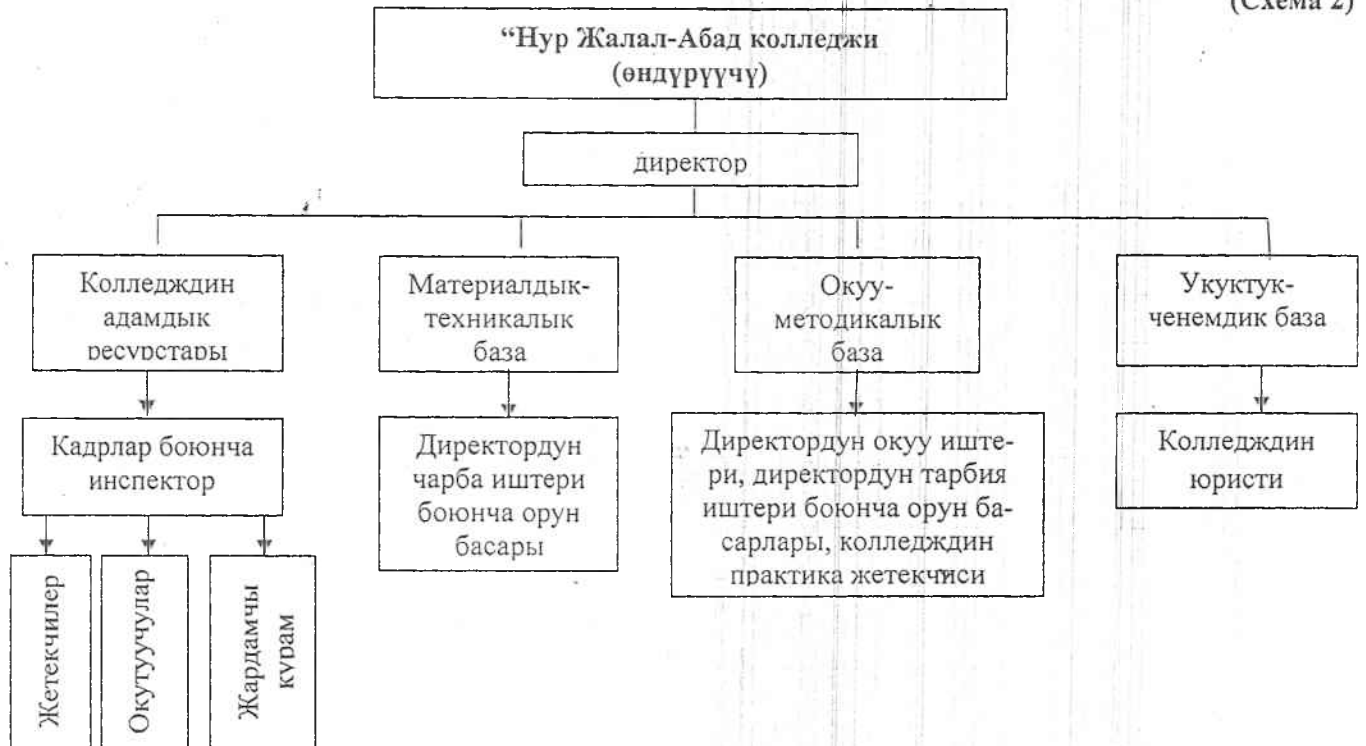 (Схема 2)
“Нур Жалал-Абад колледжи
(өндүрүүчү)
директор
Колледждин
адамдык
ресурстары
Материалдык-
техникалык
база
Окуу-
методикалык
база
Укуктук-
ченемдик база
Кадрлар боюнча
инспектор
Директордун
чарба иштери
боюнча орун
басары
Директордун окуу иште-
ри, директордун тарбия
иштери боюнча орун ба-
сарлары, колледждин
практика жетекчиси
Колледждин
юристи
Жетекчилер
Окутуучулар
Жардамчы
курам